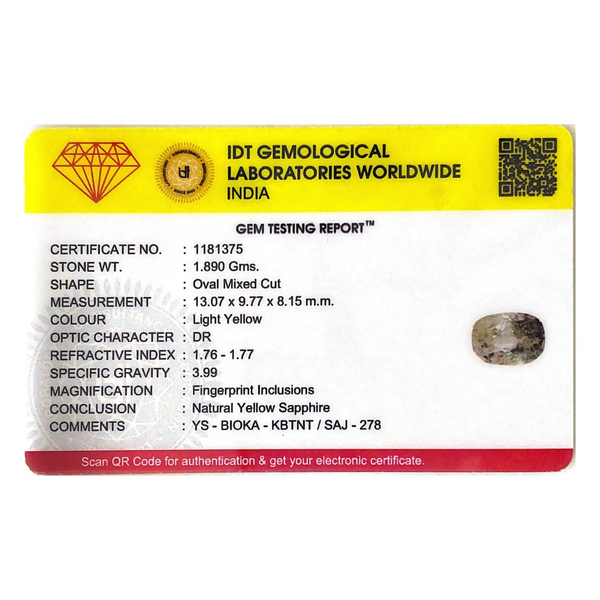 IDT GEMOLOGICAL
LABORATORIES WORLDWIDE
INDIA
GEM TESTING REPORT™
CERTIFICATE NO. : 1181375
STONE WT. : 1.890 Gms.
SHAPE : Oval Mixed Cut
MEASUREMENT : 13.07 x 9.77 x 8.15 m.m.
COLOUR : Light Yellow
OPTIC CHARACTER : DR
REFRACTIVE INDEX : 1.76 - 1.77
SPECIFIC GRAVITY : 3.99
MAGNIFICATION : Fingerprint Inclusions
CONCLUSION : Natural Yellow Sapphire
COMMENTS : YS - BIOKA - KBTNT / SAJ - 278
Scan QR Code for authentication & get your electronic certificate.